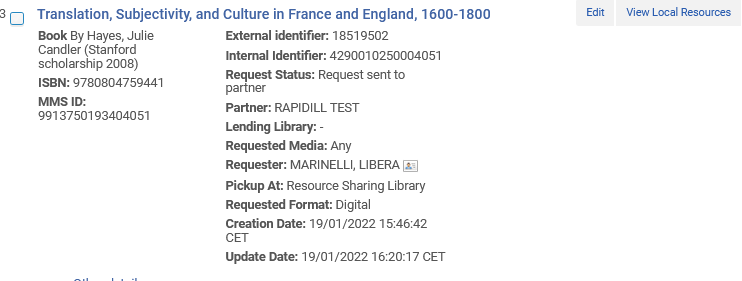 3 Translation, Subjectivity, and Culture in France and England, 1600-1800
Edit View Local Resources
Book By Hayes, Julie
Candler (Stanford
scholarship 2008)
ISBN: 9780804759441
MMS ID:
9913750193404051
External identifier: 18519502
Internal Identifier: 4290010250004051
Request Status: Request sent to
partner
Partner: RAPIDILL TEST
Lending Library: -
Requested Media: Any
Requester: MARINELLI, LIBERA
Pickup At: Resource Sharing Library
Requested Format: Digital
Creation Date: 19/01/2022 15:46:42
CET
Update Date: 19/01/2022 16:20:17 CET